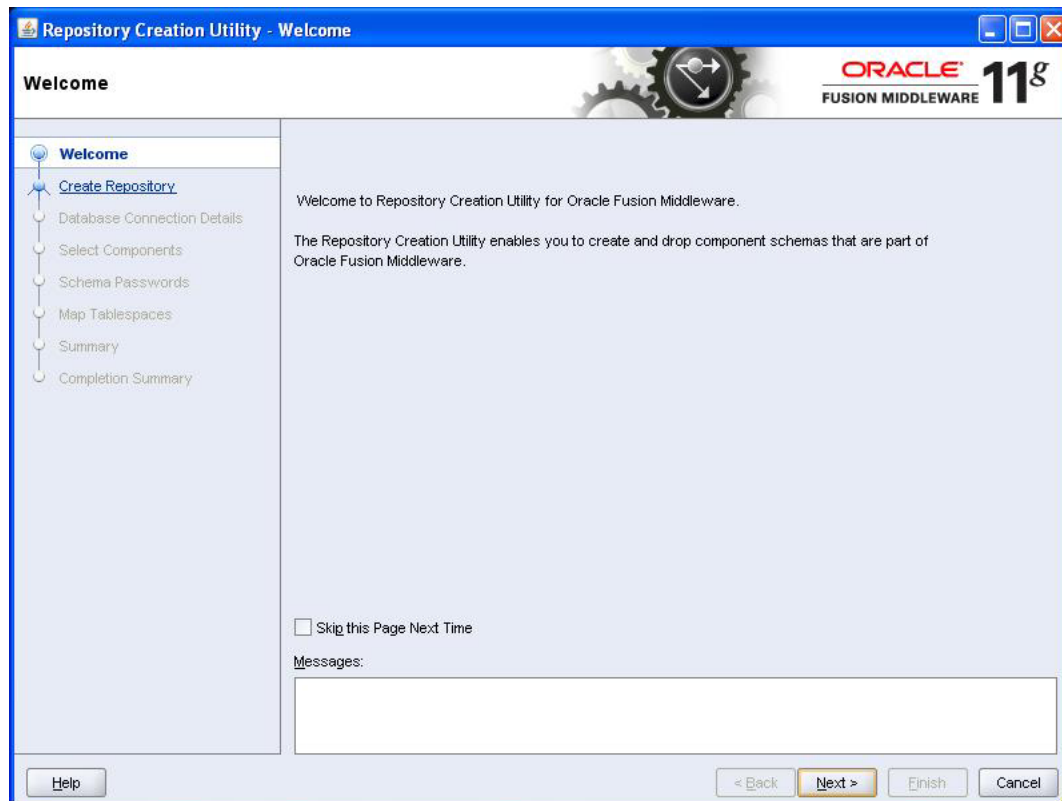 Repository Creation Utility - Welcome
Welcome
ORACLE®
FUSION MIDDLEWARE
11g
Welcome
Create Repository
Database Connection Details
Select Components
Schema Passwords
Map Tablespaces
Summary
Completion Summary
Welcome to Repository Creation Utility for Oracle Fusion Middleware.
The Repository Creation Utility enables you to create and drop component schemas that are part of
Oracle Fusion Middleware.
Skip this Page Next Time
Messages:
Help
< Back
Next >
Finish
Cancel